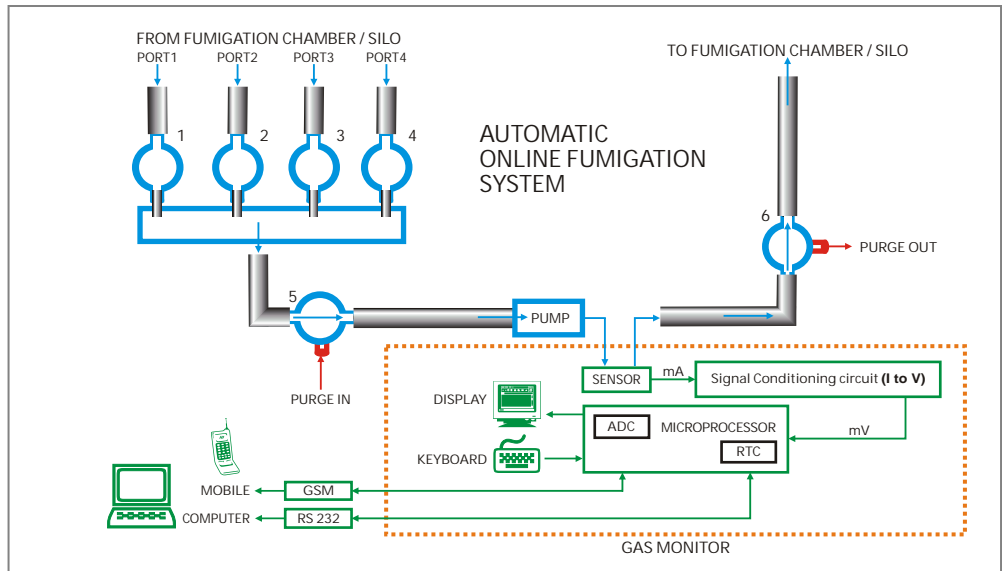 FROM FUMIGATION CHAMBER / SILO
PORT1 PORT2 PORT3 PORT4
1 2 3 4
TO FUMIGATION CHAMBER / SILO
AUTOMATIC
ONLINE FUMIGATION
SYSTEM
6
PURGE OUT
5
PUMP
PURGE IN
SENSOR
mA
Signal Conditioning circuit (I to V)
DISPLAY
ADC
MICROPROCESSOR
mV
RTC
KEYBOARD
MOBILE
GSM
COMPUTER
RS 232
GAS MONITOR